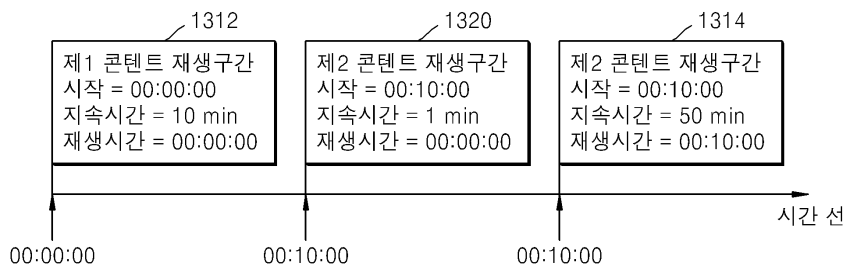 1312
1320
1314
제1 콘텐트 재생구간
시작 = 00:00:00
지속시간 = 10 min
재생시간 = 00:00:00
제2 콘텐트 재생구간
시작 = 00:10:00
지속시간 = 1 min
재생시간 = 00:00:00
제2 콘텐트 재생구간
시작 = 00:10:00
지속시간 = 50 min
재생시간 = 00:10:00
시간 선
00:00:00
00:10:00
00:10:00